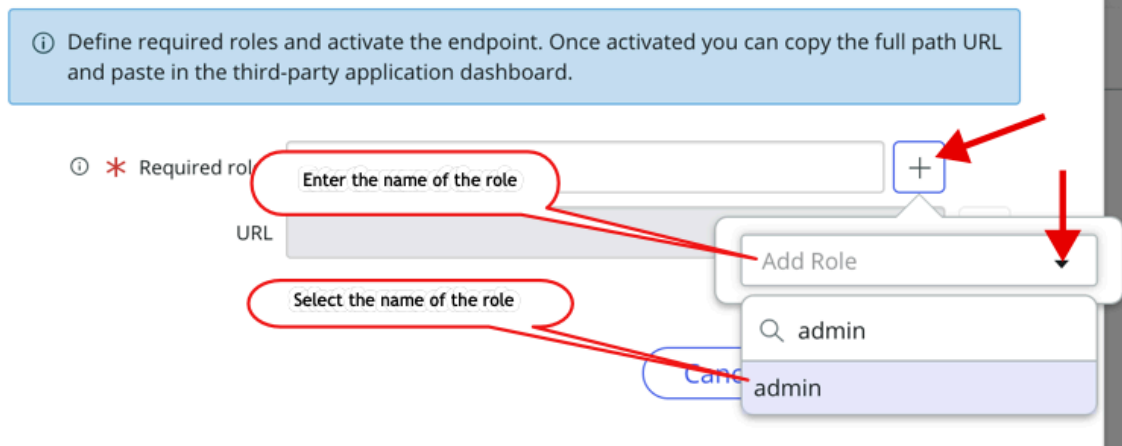 Define required roles and activate the endpoint. Once activated you can copy the full path URL
and paste in the third-party application dashboard.
Required rol
Enter the name of the role
URL
Add Role
Select the name of the role
admin
Canc
admin